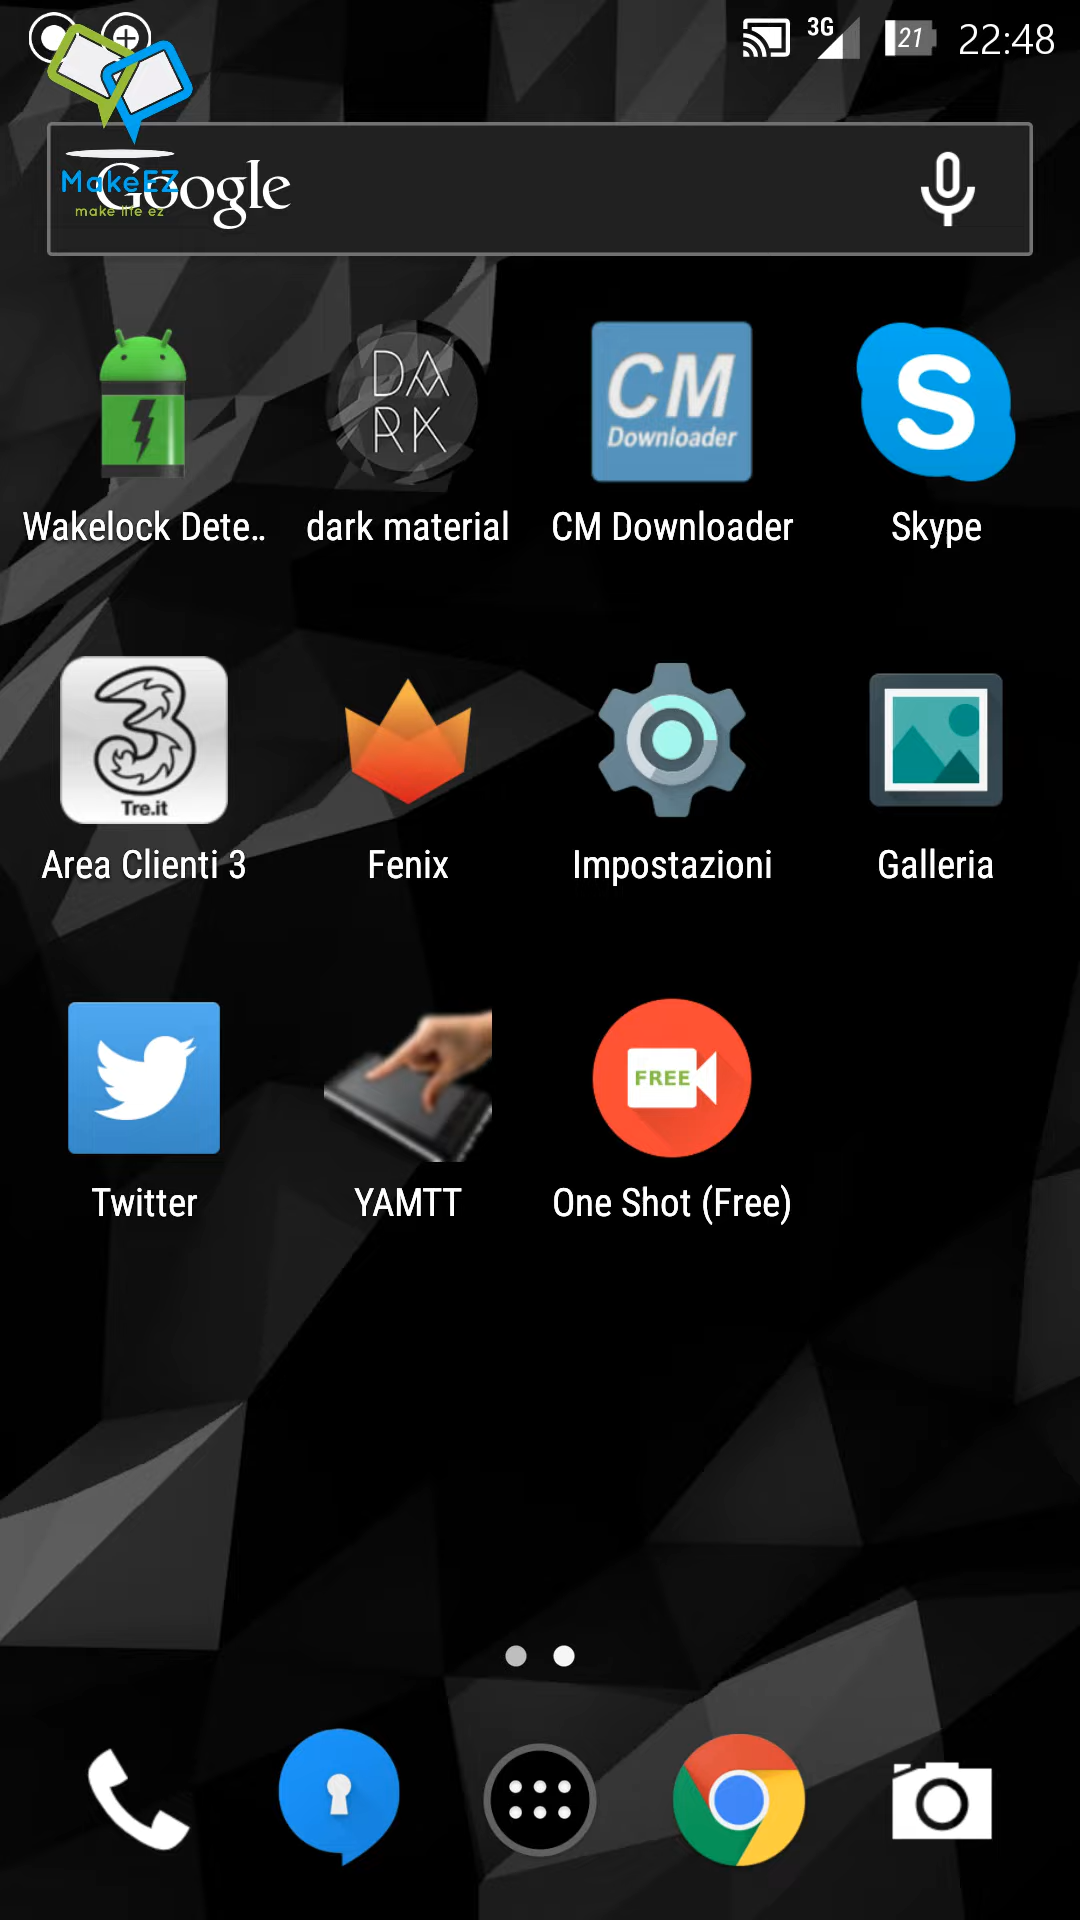 3G
21
22:48
MakeEZ
make life ez
Google
DA
RK
CM
Downloader
S
Wakelock Dete..
dark material
CM Downloader
Skype
3
Tre.it
Area Clienti 3
Fenix
Impostazioni
Galleria
FREE
Twitter
YAMTT
One Shot (Free)